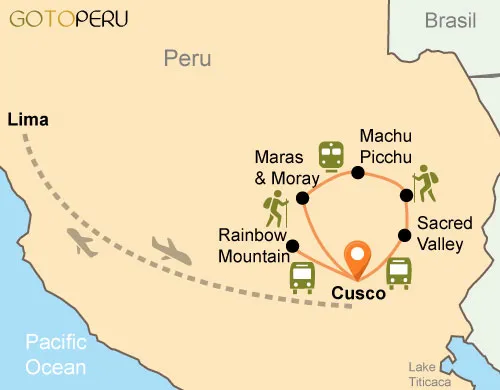 GOTOPERU
Brasil
Peru
Lima
Machu
Picchu
Maras
& Moray
Sacred
Valley
Rainbow
Mountain
Cusco
Pacific
Ocean
Lake
Titicaca